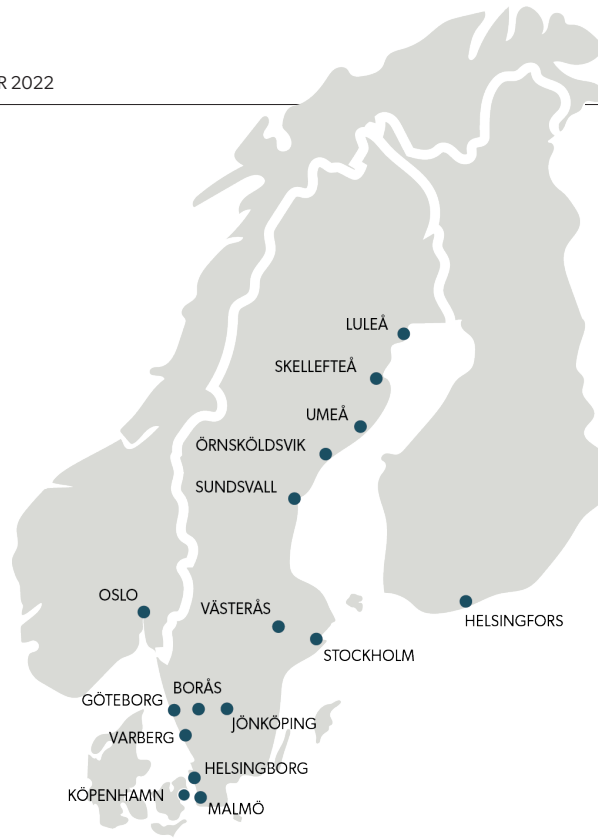 R 2022
LULEÅ
SKELLEFTEÅ
UMEÅ
ÖRNSKÖLDSVIK
SUNDSVALL
OSLO
VÄSTERÅS
HELSINGFORS
STOCKHOLM
BORÅS
GÖTEBORG
JÖNKÖPING
VARBERG
HELSINGBORG
KÖPENHAMN
MALMÖ